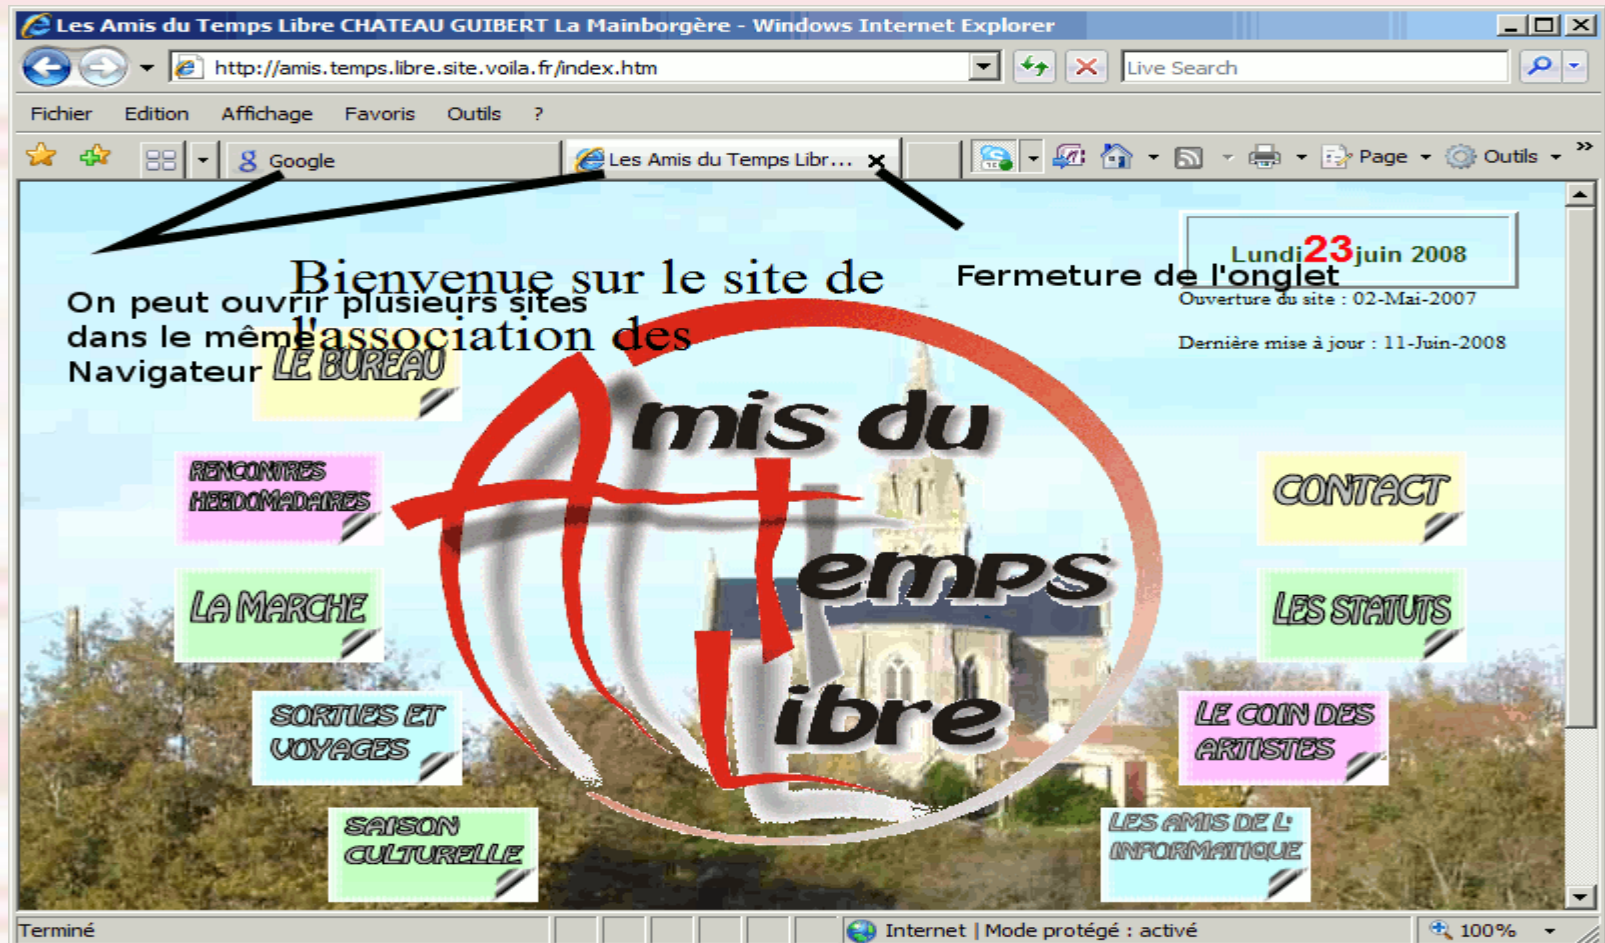 Les Amis du Temps Libre CHATEAU GUIBERT La Mainborgère - Windows Internet Explorer
http://amis.temps.libre.site.voila.fr/index.htm
Live Search
Fichier Edition Affichage Favoris Outils ?
Google
Les Amis du Temps Libr...
Page
Outils
Lundi 23 juin 2008
Ouverture du site : 02-Mai-2007
Dernière mise à jour : 11-Juin-2008
Fermeture de l'onglet
On peut ouvrir plusieurs sites
dans le même
Navigateur
Bienvenue sur le site de
l'association des
Amis du
Temps
Libre
LE BUREAU
RENCONTRES
HEBDOMADAIRES
LA MARCHE
SORTIES ET
VOYAGES
SAISON
CULTURELLE
CONTACT
LES STATUTS
LE COIN DES
ARTISTES
LES AMIS DE L'
INFORMATIQUE
Terminé
Internet | Mode protégé : activé
100%